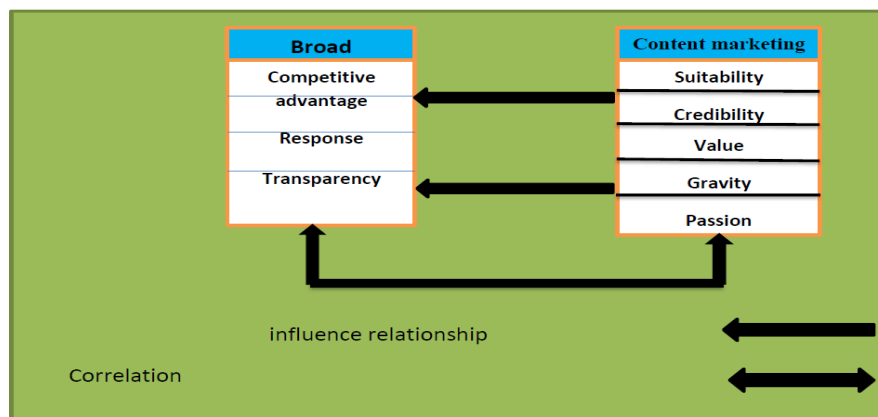 Broad
Competitive
advantage
Response
Transparency
Content marketing
Suitability
Credibility
Value
Gravity
Passion
influence relationship
Correlation